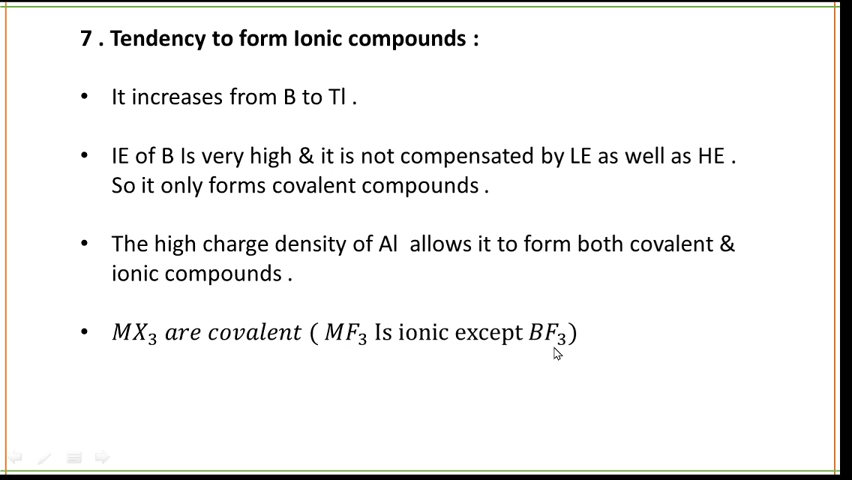 7 . Tendency to form Ionic compounds :
• It increases from B to Tl .
• IE of B Is very high & it is not compensated by LE as well as HE .
So it only forms covalent compounds .
• The high charge density of Al allows it to form both covalent &
ionic compounds .
• 𝑀𝑋₃ 𝑎𝑟𝑒 𝑐𝑜𝑣𝑎𝑙𝑒𝑛𝑡 ( 𝑀𝐹₃ Is ionic except 𝐵𝐹₃)